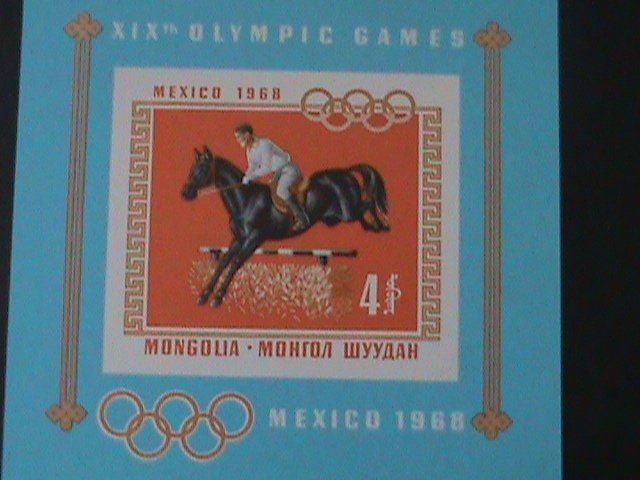 XIXth OLYMPIC GAMES
MEXICO 1968
4
MONGOLIA · МОНГОЛ ШУУДАН
MEXICO 1968